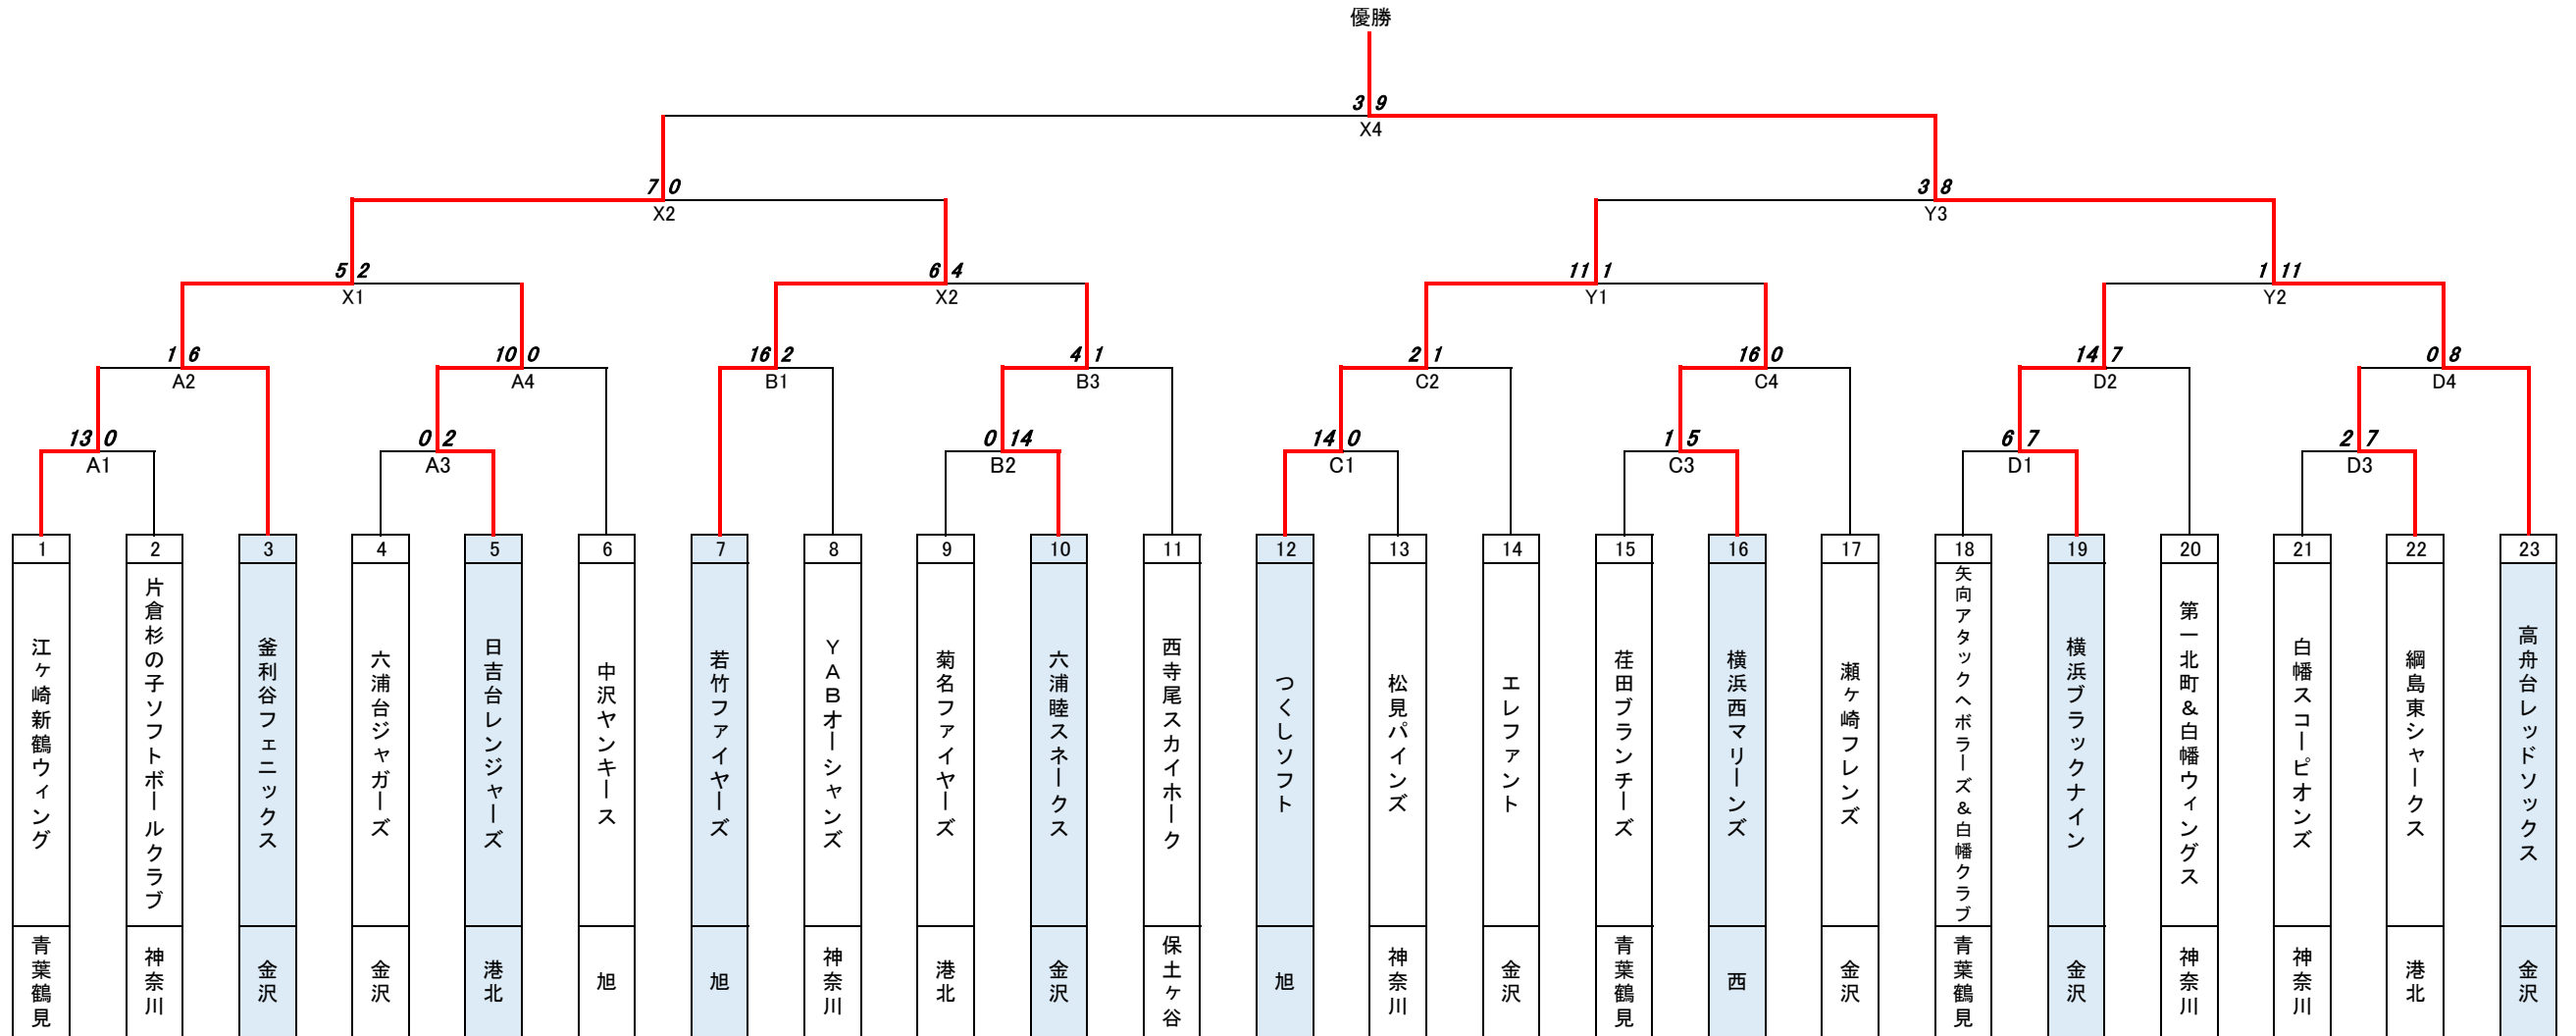 優勝
3 9
X4
7 0
X2
3 8
Y3
5 2
X1
6 4
X2
11 1
Y1
1 11
Y2
1 6
A2
10 0
A4
16 2
B1
4 1
B3
2 1
C2
16 0
C4
14 7
D2
0 8
D4
13 0
A1
0 2
A3
0 14
B2
14 0
C1
1 5
C3
6 7
D1
2 7
D3
1
江ヶ崎新鶴ウィング
青葉鶴見
2
片倉杉の子ソフトボールクラブ
神奈川
3
釜利谷フェニックス
金沢
4
六浦台ジャガーズ
金沢
5
日吉台レンジャーズ
港北
6
中沢ヤンキース
旭
7
若竹ファイヤーズ
旭
8
YABオーシャンズ
神奈川
9
菊名ファイヤーズ
港北
10
六浦睦スネークス
金沢
11
西寺尾スカイホーク
保土ヶ谷
12
つくしソフト
旭
13
松見パインズ
神奈川
14
エレファント
金沢
15
荏田ブランチーズ
青葉鶴見
16
横浜西マリーンズ
西
17
瀬ヶ崎フレンズ
金沢
18
矢向アタックヘボラーズ&白幡クラブ
青葉鶴見
19
横浜ブラックナイン
金沢
20
第一北町&白幡ウィングス
神奈川
21
白幡スコーピオンズ
神奈川
22
綱島東シャークス
港北
23
高舟台レッドソックス
金沢